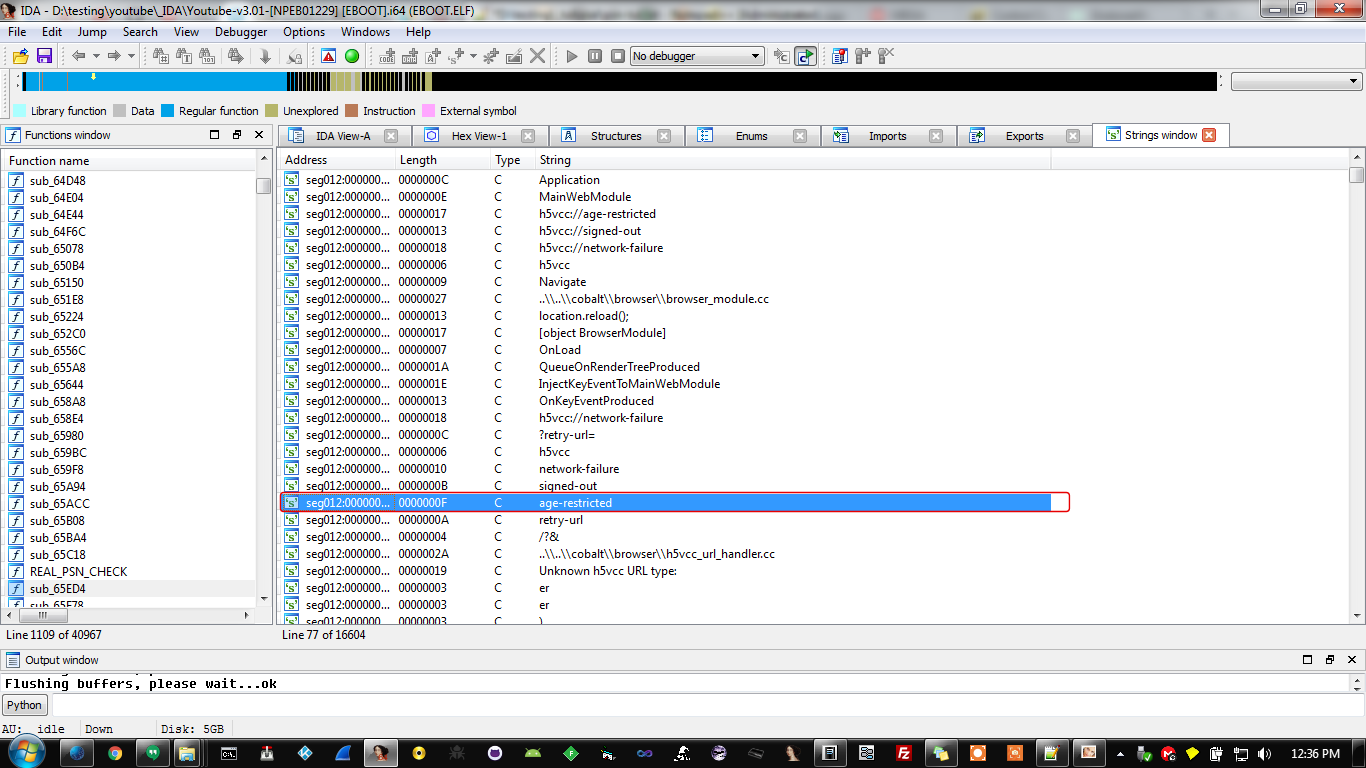 IDA - D:\testing\youtube\_IDA\Youtube-v3.01-[NPEB01229] [EBOOT].i64 (EBOOT.ELF)
File Edit Jump Search View Debugger Options Windows Help
No debugger
Library function Data Regular function Unexplored Instruction External symbol
Functions window
IDA View-A Hex View-1 Structures Enums Imports Exports Strings window
Function name
sub_64D48
sub_64E04
sub_64E44
sub_64F6C
sub_65078
sub_650B4
sub_65150
sub_651E8
sub_65224
sub_652C0
sub_6556C
sub_655A8
sub_65644
sub_658A8
sub_658E4
sub_65980
sub_659BC
sub_659F8
sub_65A94
sub_65ACC
sub_65B08
sub_65BA4
sub_65C18
REAL_PSN_CHECK
sub_65ED4
sub_65F78
Line 1109 of 40967
Address Length Type String
seg012:000000... 0000000C C Application
seg012:000000... 0000000E C MainWebModule
seg012:000000... 00000017 C h5vcc://age-restricted
seg012:000000... 00000013 C h5vcc://signed-out
seg012:000000... 00000018 C h5vcc://network-failure
seg012:000000... 00000006 C h5vcc
seg012:000000... 00000009 C Navigate
seg012:000000... 00000027 C ..\\..\\cobalt\\browser\\browser_module.cc
seg012:000000... 00000013 C location.reload();
seg012:000000... 00000017 C [object BrowserModule]
seg012:000000... 00000007 C OnLoad
seg012:000000... 0000001A C QueueOnRenderTreeProduced
seg012:000000... 0000001E C InjectKeyEventToMainWebModule
seg012:000000... 00000013 C OnKeyEventProduced
seg012:000000... 00000018 C h5vcc://network-failure
seg012:000000... 0000000C C ?retry-url=
seg012:000000... 00000006 C h5vcc
seg012:000000... 00000010 C network-failure
seg012:000000... 0000000B C signed-out
seg012:000000... 0000000F C age-restricted
seg012:000000... 0000000A C retry-url
seg012:000000... 00000004 C /?&
seg012:000000... 0000002A C ..\\..\\cobalt\\browser\\h5vcc_url_handler.cc
seg012:000000... 00000019 C Unknown h5vcc URL type:
seg012:000000... 00000003 C er
seg012:000000... 00000003 C er
seg012:000000... 00000003 C )
Line 77 of 16604
Output window
Flushing buffers, please wait...ok
Python
AU: idle Down Disk: 5GB
12:36 PM